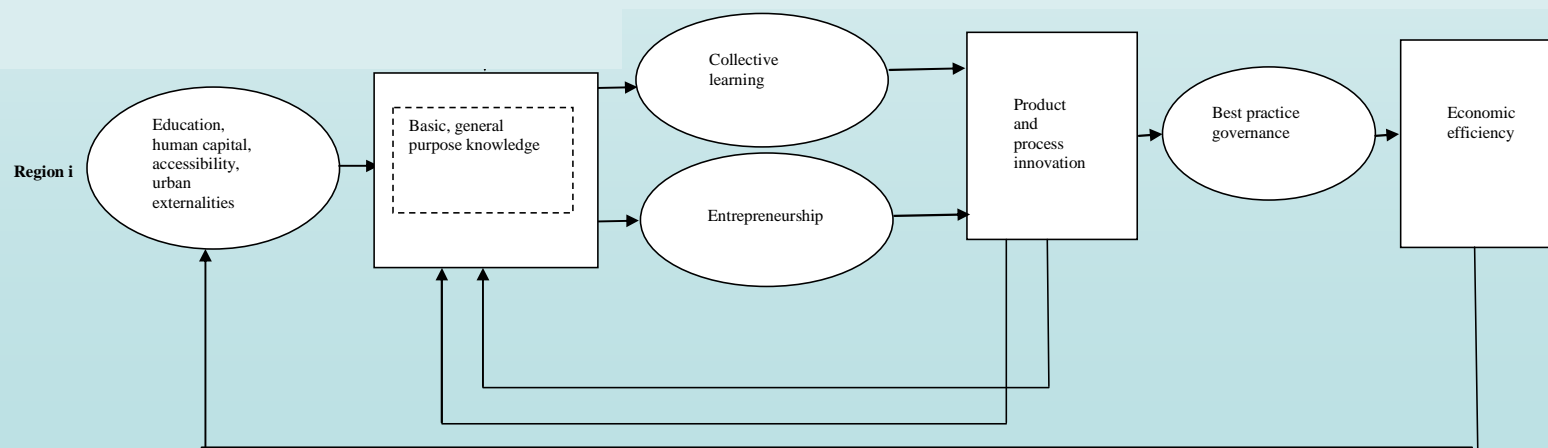 Region i
Education,
human capital,
accessibility,
urban
externalities
Basic, general
purpose knowledge
Collective
learning
Entrepreneurship
Product
and
process
innovation
Best practice
governance
Economic
efficiency